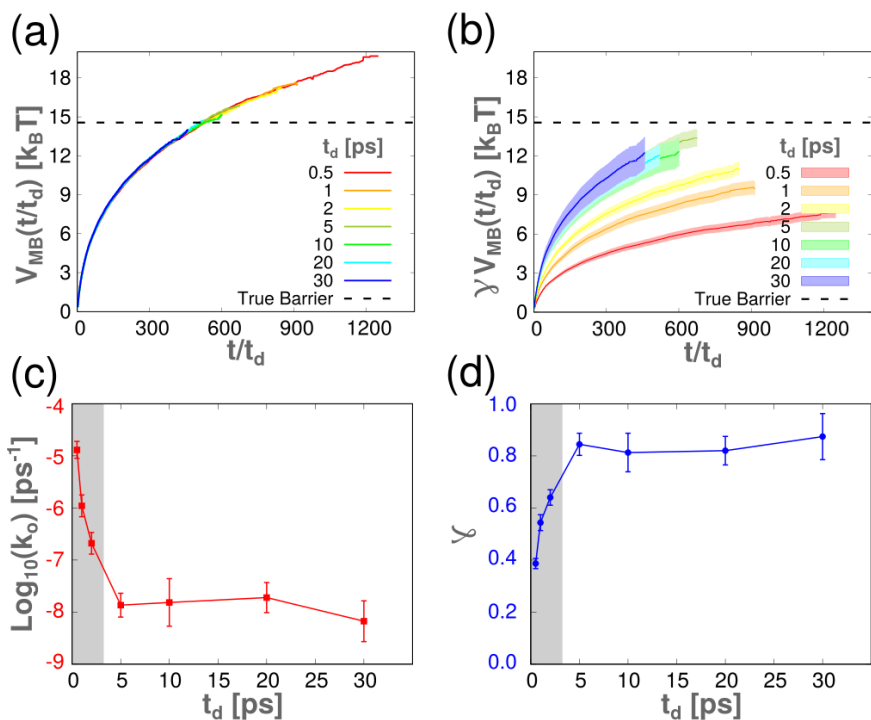 (a)
V_MB(t/t_d) [k_BT]
18
15
12
9
6
3
0
t_d [ps]
0.5
1
2
5
10
20
30
True Barrier
0 300 600 900 1200
t/t_d
(b)
γ V_MB(t/t_d) [k_BT]
18
15
12
9
6
3
0
t_d [ps]
0.5
1
2
5
10
20
30
True Barrier
0 300 600 900 1200
t/t_d
(c)
Log_10(k_o) [ps^-1]
-4
-5
-6
-7
-8
-9
0 5 10 15 20 25 30
t_d [ps]
(d)
γ
1.0
0.8
0.6
0.4
0.2
0.0
0 5 10 15 20 25 30
t_d [ps]